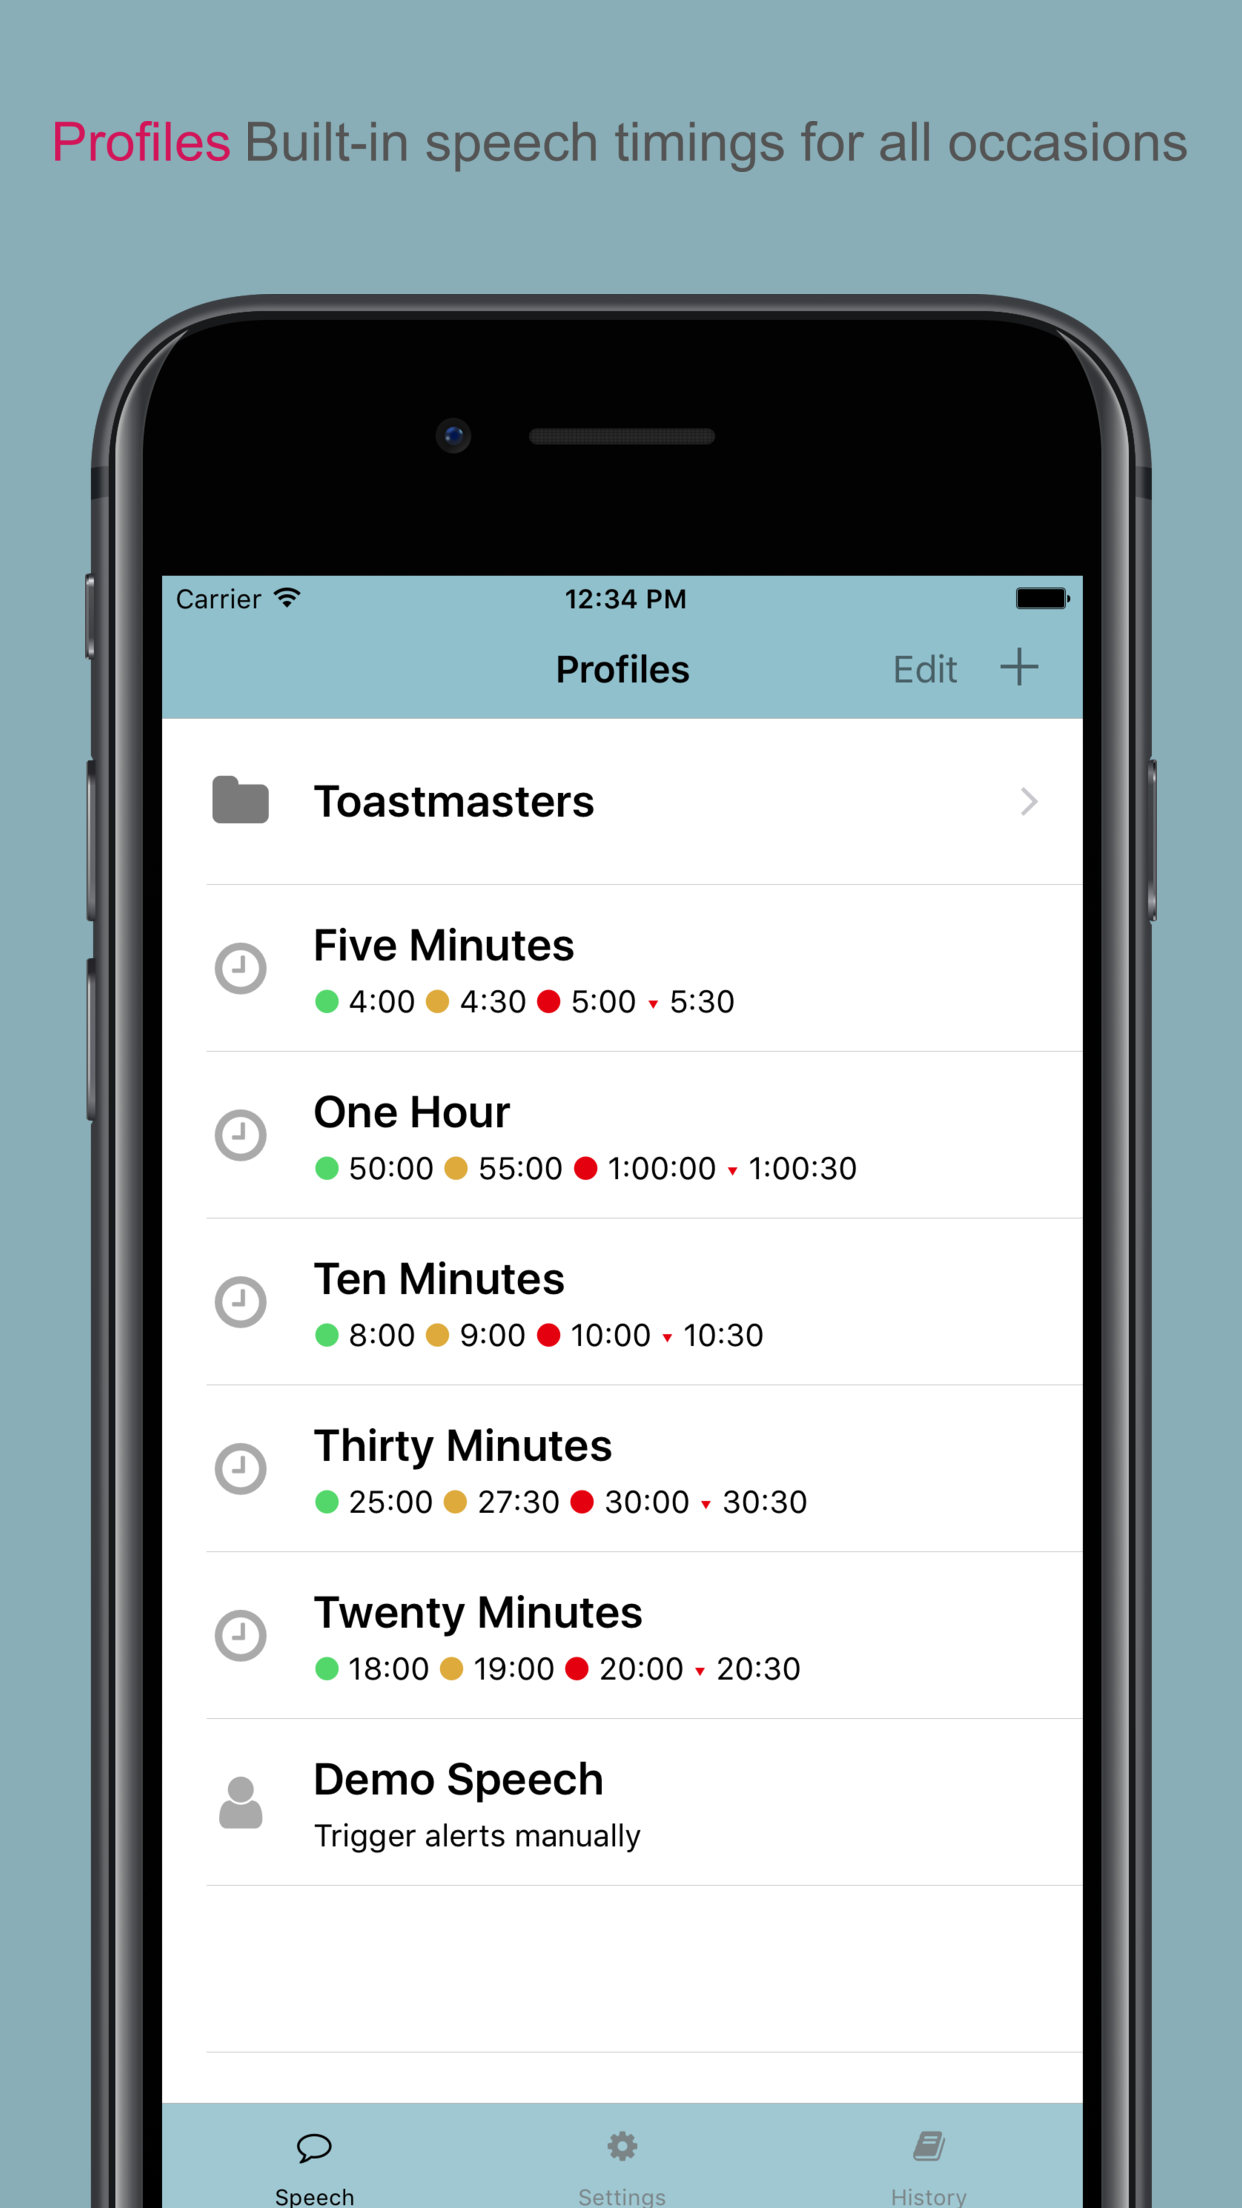 Profiles Built-in speech timings for all occasions
Carrier 12:34 PM
Profiles Edit
Toastmasters
Five Minutes
4:00 4:30 5:00 5:30
One Hour
50:00 55:00 1:00:00 1:00:30
Ten Minutes
8:00 9:00 10:00 10:30
Thirty Minutes
25:00 27:30 30:00 30:30
Twenty Minutes
18:00 19:00 20:00 20:30
Demo Speech
Trigger alerts manually
Speech Settings History